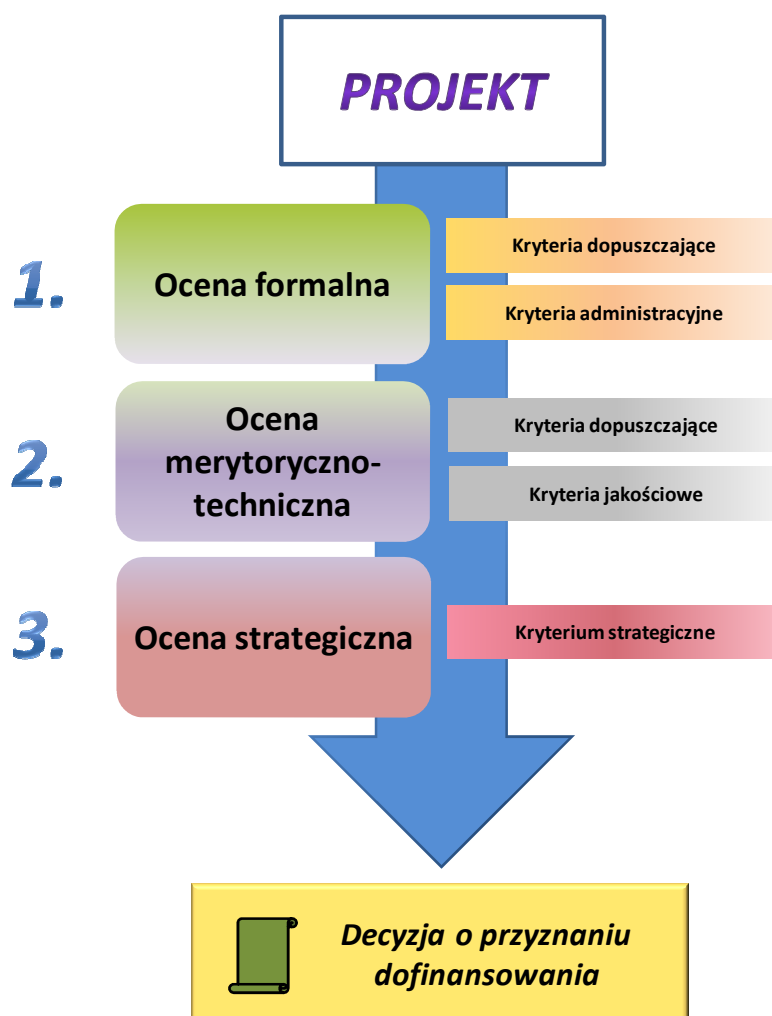 PROJEKT
1.
Ocena formalna
Kryteria dopuszczające
Kryteria administracyjne
2.
Ocena
merytoryczno-
techniczna
Kryteria dopuszczające
Kryteria jakościowe
3.
Ocena strategiczna
Kryterium strategiczne
Decyzja o przyznaniu
dofinansowania